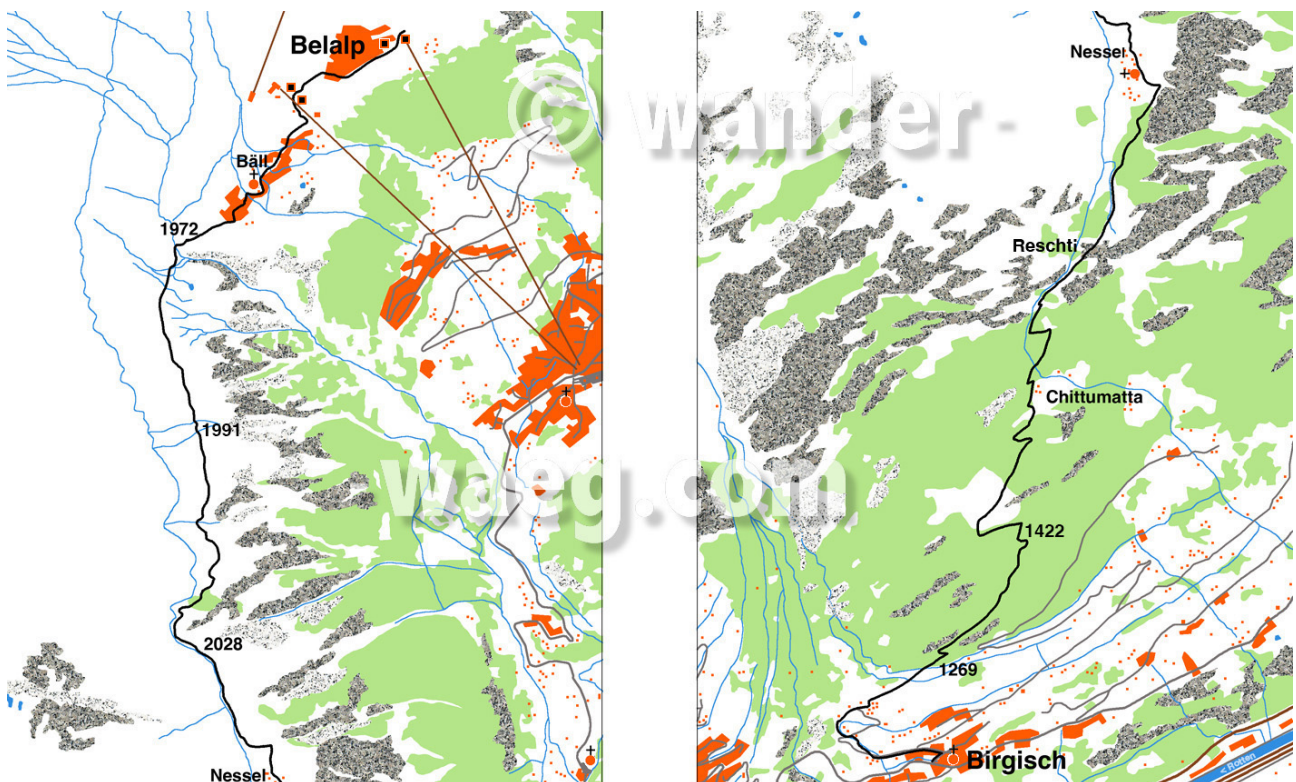 Belalp
Bäll
1972
1991
2028
Nessel
© wander-
waeg.com
Nessel
Reschti
Chittumatta
1422
1269
Birgisch
< Rotten